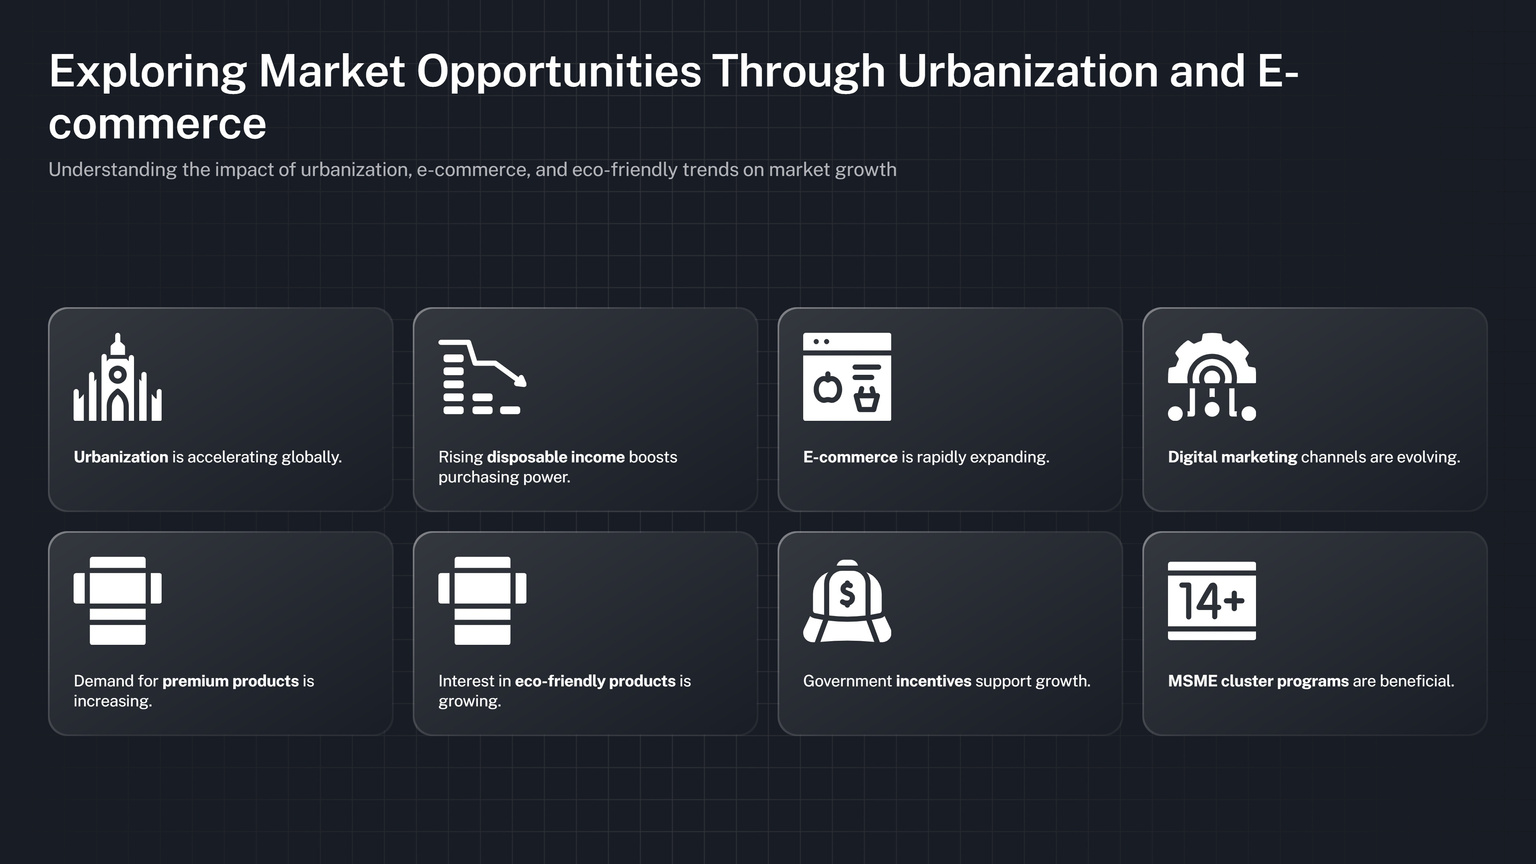 Exploring Market Opportunities Through Urbanization and E-
commerce
Understanding the impact of urbanization, e-commerce, and eco-friendly trends on market growth
Urbanization is accelerating globally.
Rising disposable income boosts
purchasing power.
E-commerce is rapidly expanding.
Digital marketing channels are evolving.
Demand for premium products is
increasing.
Interest in eco-friendly products is
growing.
$
Government incentives support growth.
14+
MSME cluster programs are beneficial.